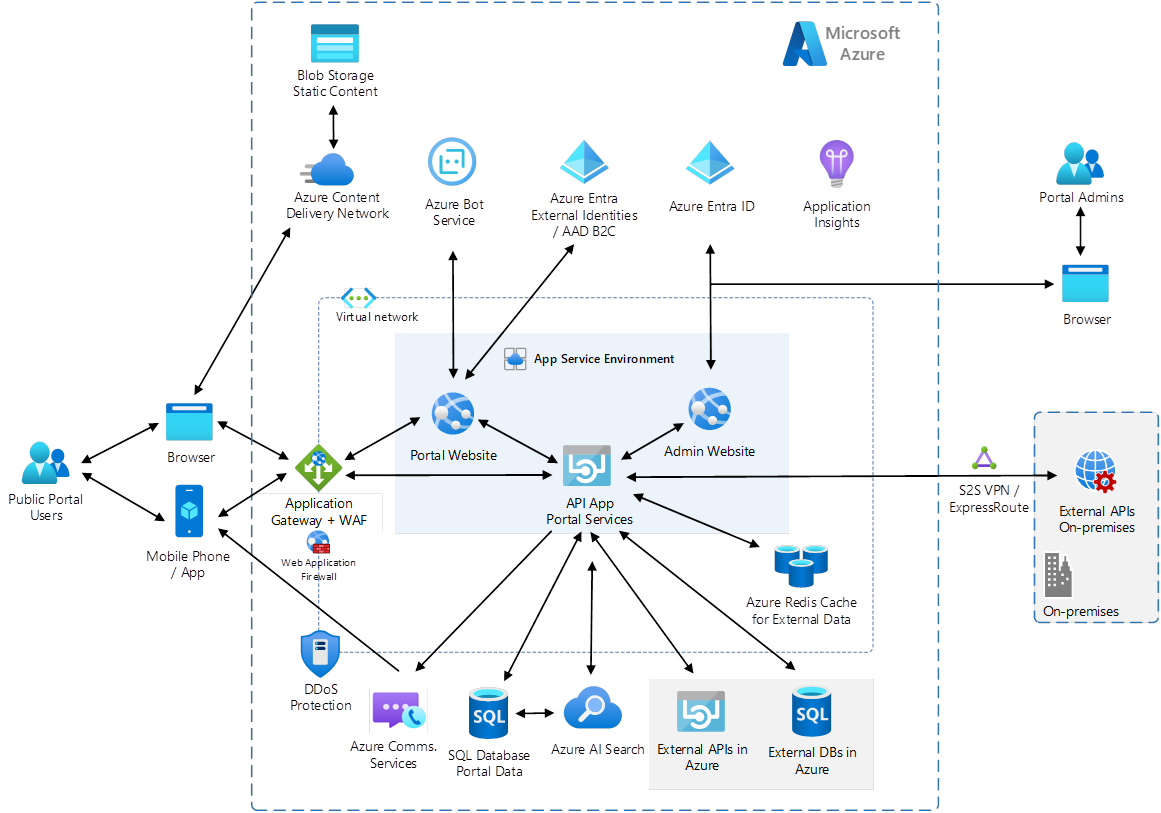 Microsoft
Azure
Blob Storage
Static Content
Azure Content
Delivery Network
Azure Bot
Service
Azure Entra
External Identities
/ AAD B2C
Azure Entra ID
Application
Insights
Portal Admins
Browser
Virtual network
App Service Environment
Portal Website
Admin Website
API App
Portal Services
Browser
Public Portal
Users
Mobile Phone
/ App
Application
Gateway + WAF
Web Application
Firewall
S2S VPN /
ExpressRoute
External APIs
On-premises
On-premises
Azure Redis Cache
for External Data
DDoS
Protection
Azure Comms.
Services
SQL
SQL Database
Portal Data
Azure AI Search
External APIs in
Azure
SQL
External DBs in
Azure